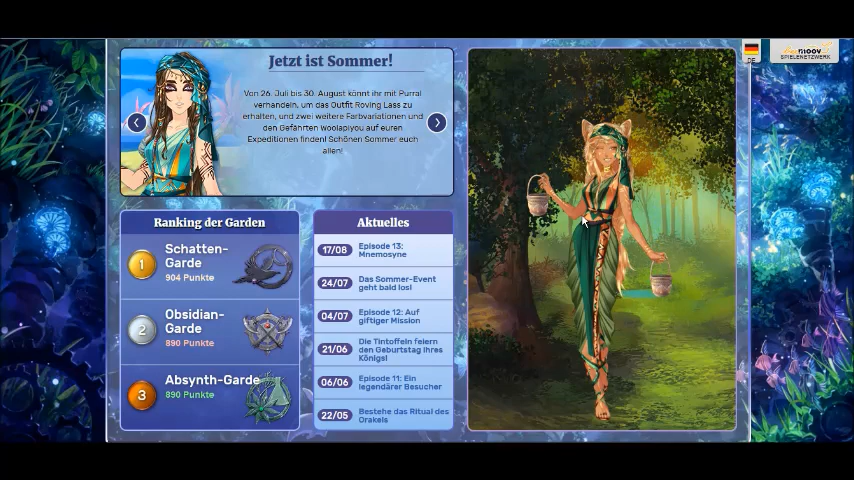 Jetzt ist Sommer!
Von 26. Juli bis 30. August könnt ihr mit Purral
verhandeln, um das Outfit Roving Lass zu
erhalten, und zwei weitere Farbvariationen und
den Gefährten Woolapiyou auf euren
Expeditionen finden! Schönen Sommer euch
allen!
DE
moov
SPIELENETZWERK
Ranking der Garden
1
Schatten-
Garde
904 Punkte
2
Obsidian-
Garde
890 Punkte
3
Absynth-Garde
890 Punkte
Aktuelles
17/08
Episode 13:
Mnemosyne
24/07
Das Sommer-Event
geht bald los!
04/07
Episode 12: Auf
giftiger Mission
21/06
Die Tintoffeln feiern
den Geburtstag ihres
Königs!
06/06
Episode 11: Ein
legendärer Besucher
22/05
Bestehe das Ritual des
Orakels